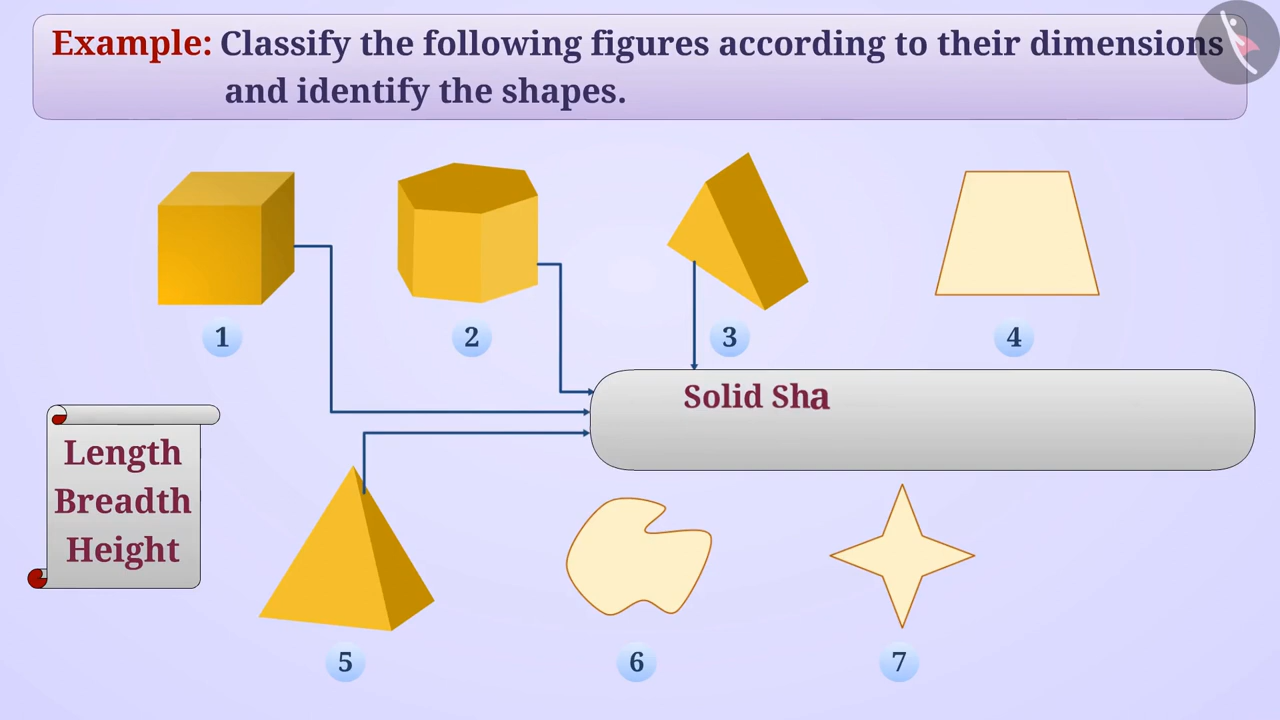 Example: Classify the following figures according to their dimensions
and identify the shapes.
1
2
3
4
Solid Sha
Length
Breadth
Height
5
6
7